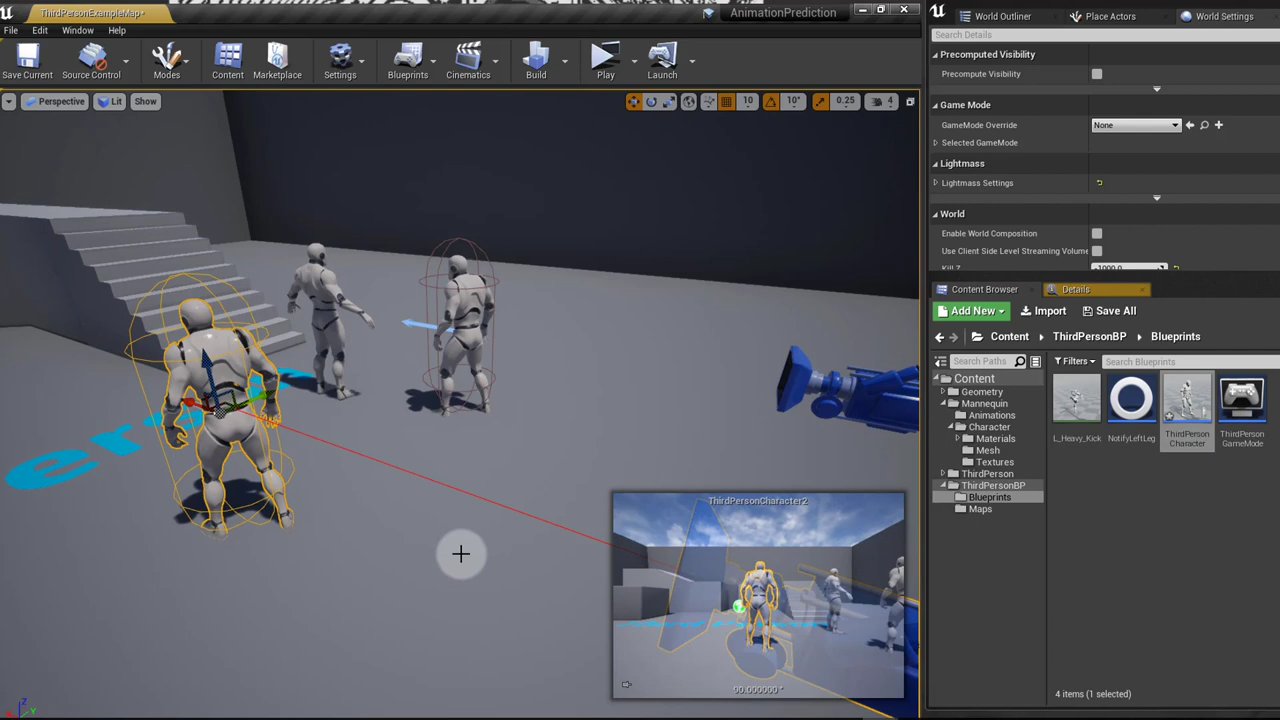 ThirdPersonExampleMap•
AnimationPrediction
File Edit Window Help
Save Current
Source Control
Modes
Content
Marketplace
Settings
Blueprints
Cinematics
Build
Play
Launch
Perspective
Lit
Show
10
10°
0.25
4
er
ThirdPersonCharacter2
90.000000 °
Z
Y
World Outliner
Place Actors
World Settings
Search Details
Precomputed Visibility
Precompute Visibility
Game Mode
GameMode Override
None
Selected GameMode
Lightmass
Lightmass Settings
World
Enable World Composition
Use Client Side Level Streaming Volume
Kill Z
-1000.0
Content Browser
Details
Add New
Import
Save All
Content
ThirdPersonBP
Blueprints
Search Paths
Filters
Search Blueprints
Content
Geometry
Mannequin
Animations
Character
Materials
Mesh
Textures
ThirdPerson
ThirdPersonBP
Blueprints
Maps
L_Heavy_Kick
NotifyLeftLeg
ThirdPerson
Character
ThirdPerson
GameMode
4 items (1 selected)